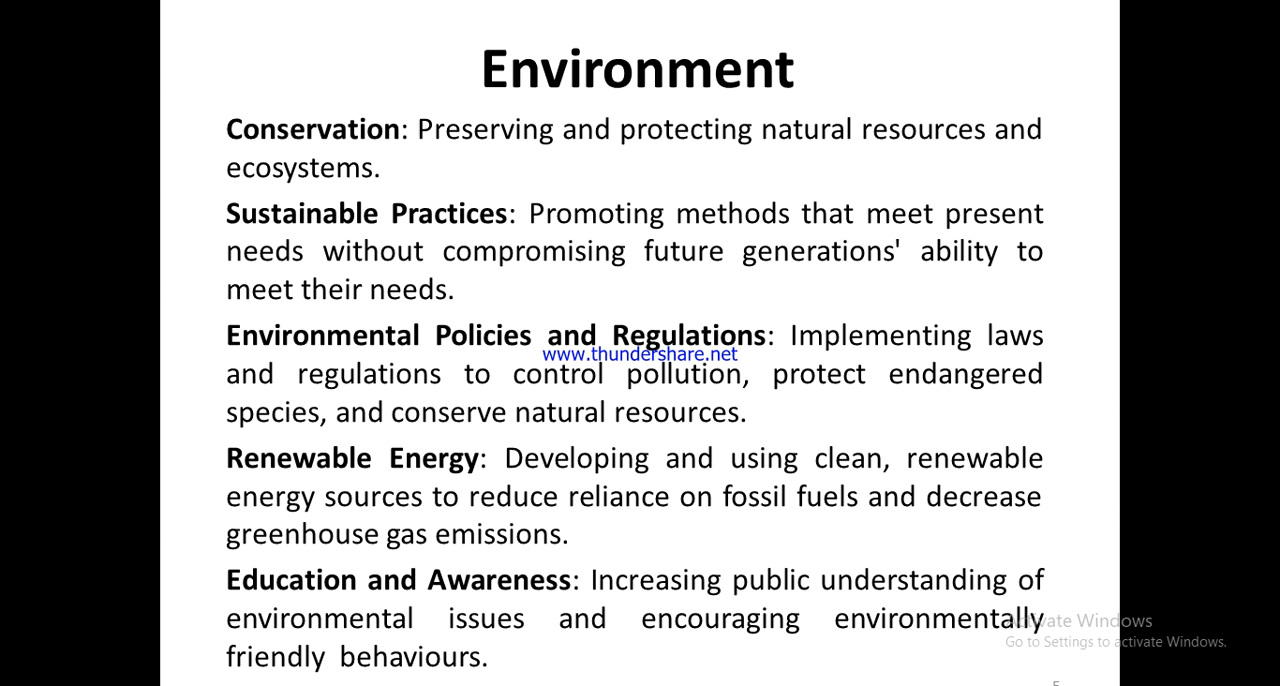 Environment
Conservation: Preserving and protecting natural resources and
ecosystems.
Sustainable Practices: Promoting methods that meet present
needs without compromising future generations' ability to
meet their needs.
Environmental Policies and Regulations: Implementing laws
www.thundershare.net
and regulations to control pollution, protect endangered
species, and conserve natural resources.
Renewable Energy: Developing and using clean, renewable
energy sources to reduce reliance on fossil fuels and decrease
greenhouse gas emissions.
Education and Awareness: Increasing public understanding of
environmental issues and encouraging environmentally
Activate Windows
Go to Settings to activate Windows.
friendly behaviours.
5